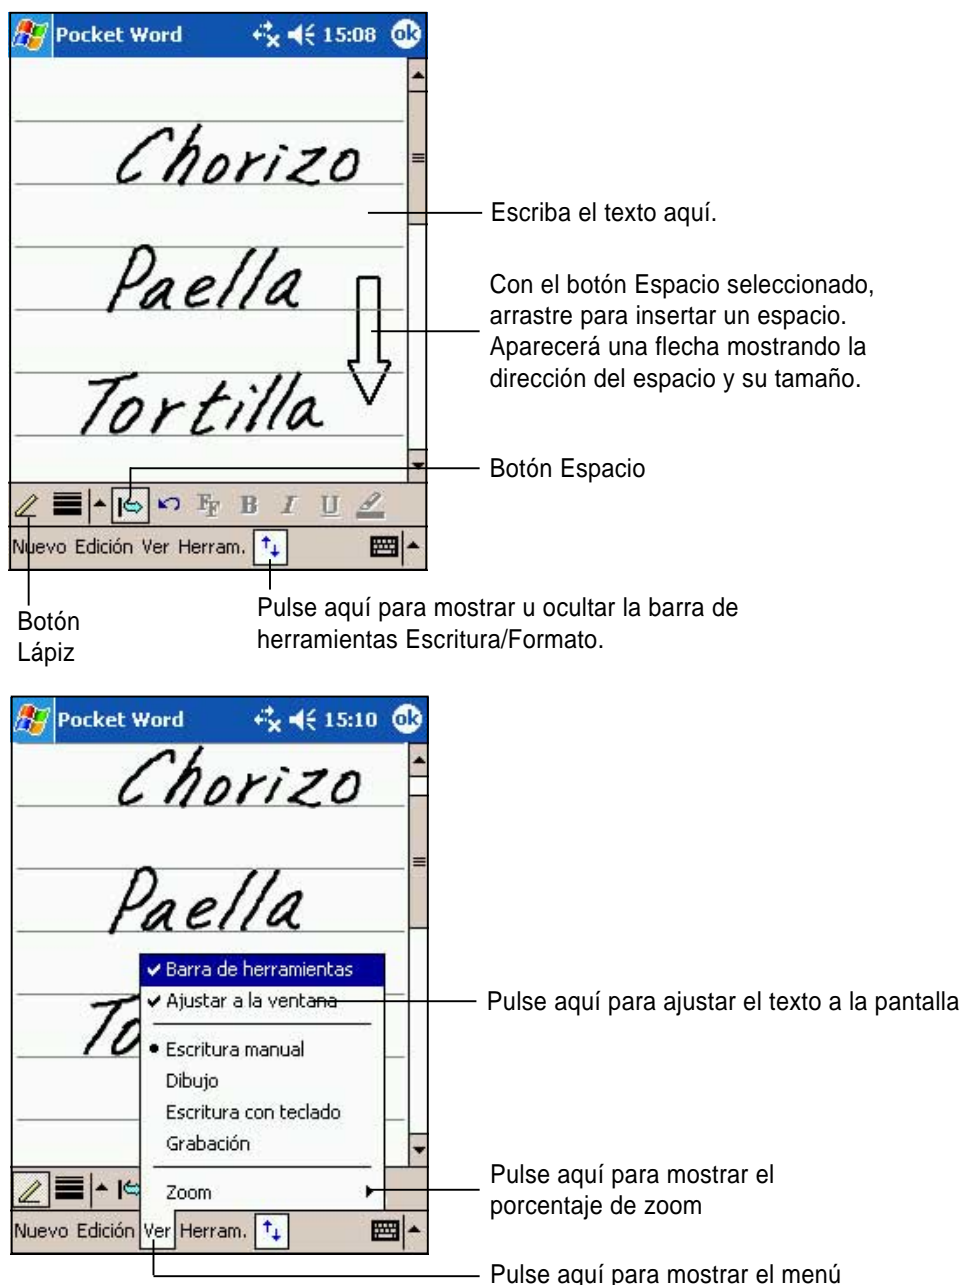 Pocket Word 15:08 ok
Chorizo
Escriba el texto aquí.
Paella
Con el botón Espacio seleccionado,
arrastre para insertar un espacio.
Aparecerá una flecha mostrando la
dirección del espacio y su tamaño.
Tortilla
Botón Espacio
FF B I U
Nuevo Edición Ver Herram.
Botón
Lápiz
Pulse aquí para mostrar u ocultar la barra de
herramientas Escritura/Formato.
Pocket Word 15:10 ok
Chorizo
Paella
Barra de herramientas
Ajustar a la ventana
Pulse aquí para ajustar el texto a la pantalla
To
Escritura manual
Dibujo
Escritura con teclado
Grabación
Zoom
Pulse aquí para mostrar el
porcentaje de zoom
Nuevo Edición Ver Herram.
Pulse aquí para mostrar el menú